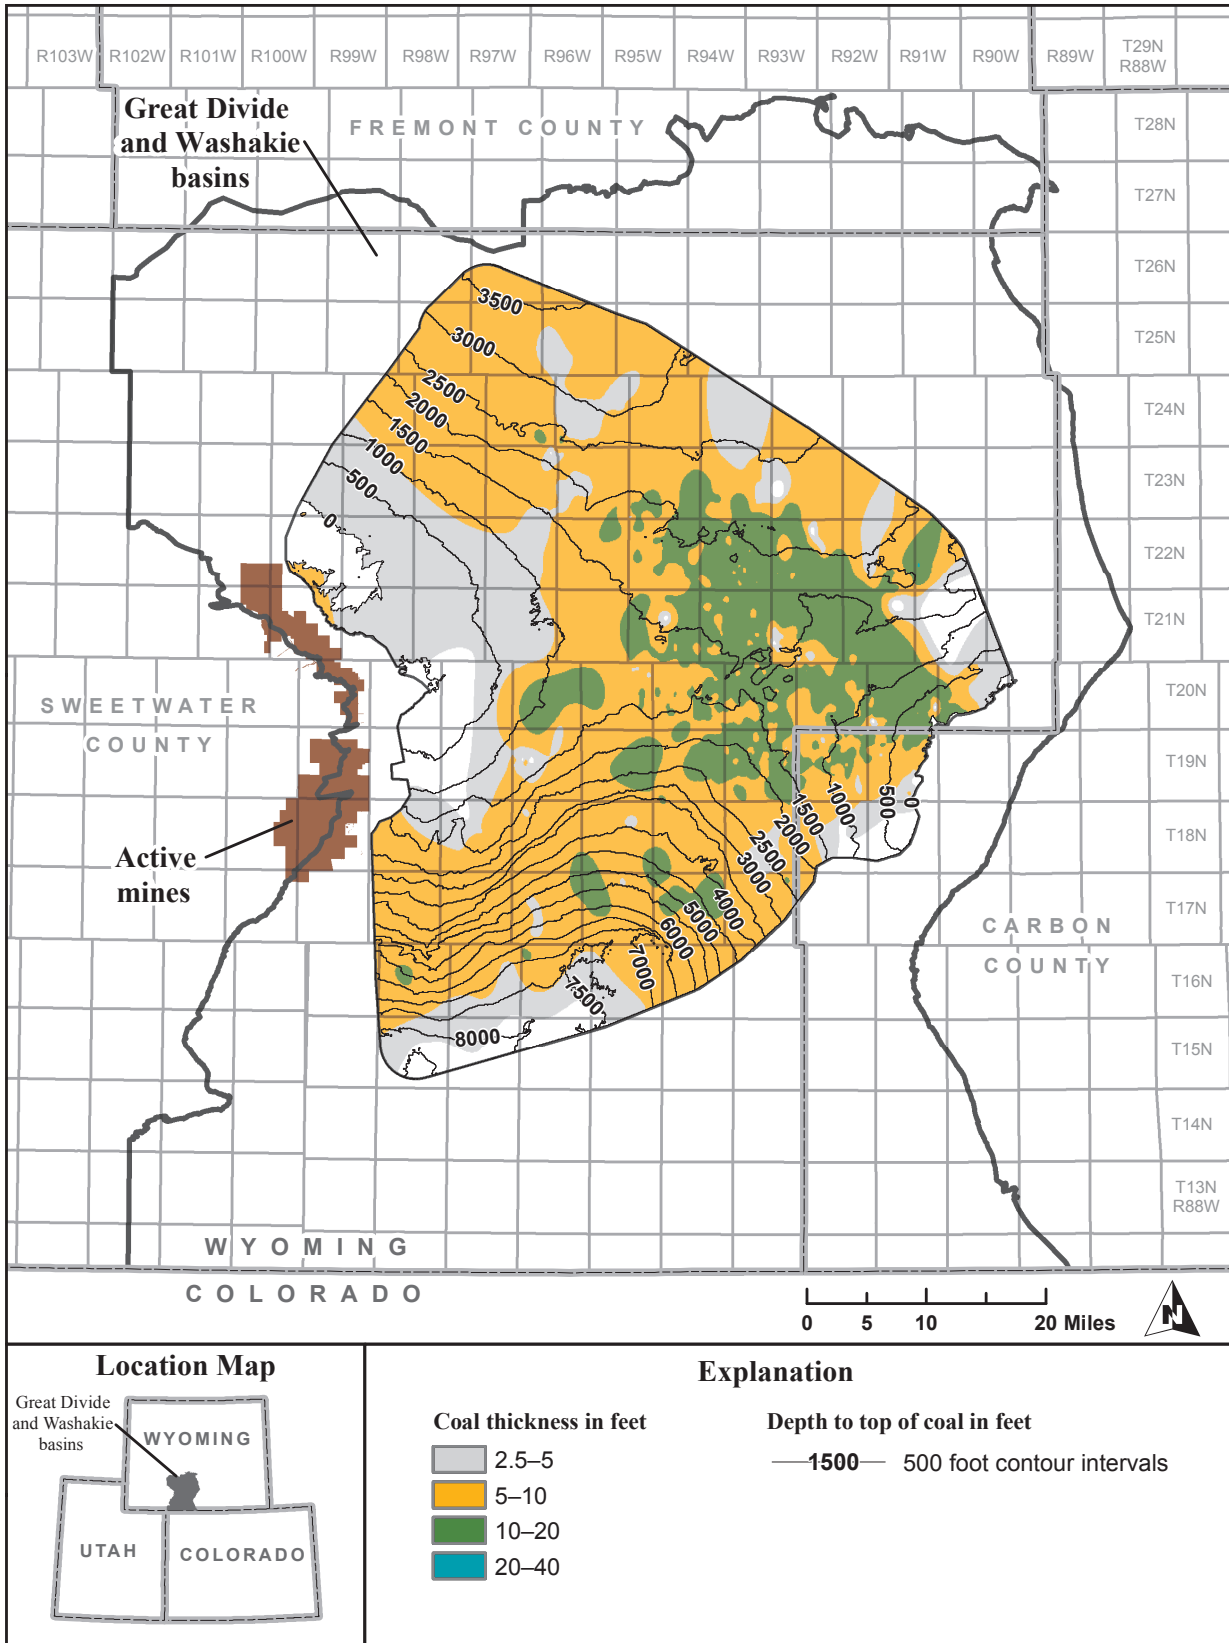 R103W R102W R101W R100W R99W R98W R97W R96W R95W R94W R93W R92W R91W R90W R89W T29N
R88W
Great Divide
and Washakie
basins
FREMONT COUNTY
T28N
T27N
T26N
T25N
T24N
T23N
T22N
T21N
T20N
T19N
T18N
T17N
T16N
T15N
T14N
T13N
R88W
3500
3000
2500
2000
1500
1000
500
0
SWEETWATER
COUNTY
Active
mines
0
500
1000
1500
2000
2500
3000
4000
5000
6000
7000
7500
8000
CARBON
COUNTY
WYOMING
COLORADO
0 5 10 20 Miles
N
Location Map
Great Divide
and Washakie
basins
WYOMING
UTAH
COLORADO
Explanation
Coal thickness in feet
2.5–5
5–10
10–20
20–40
Depth to top of coal in feet
1500 500 foot contour intervals